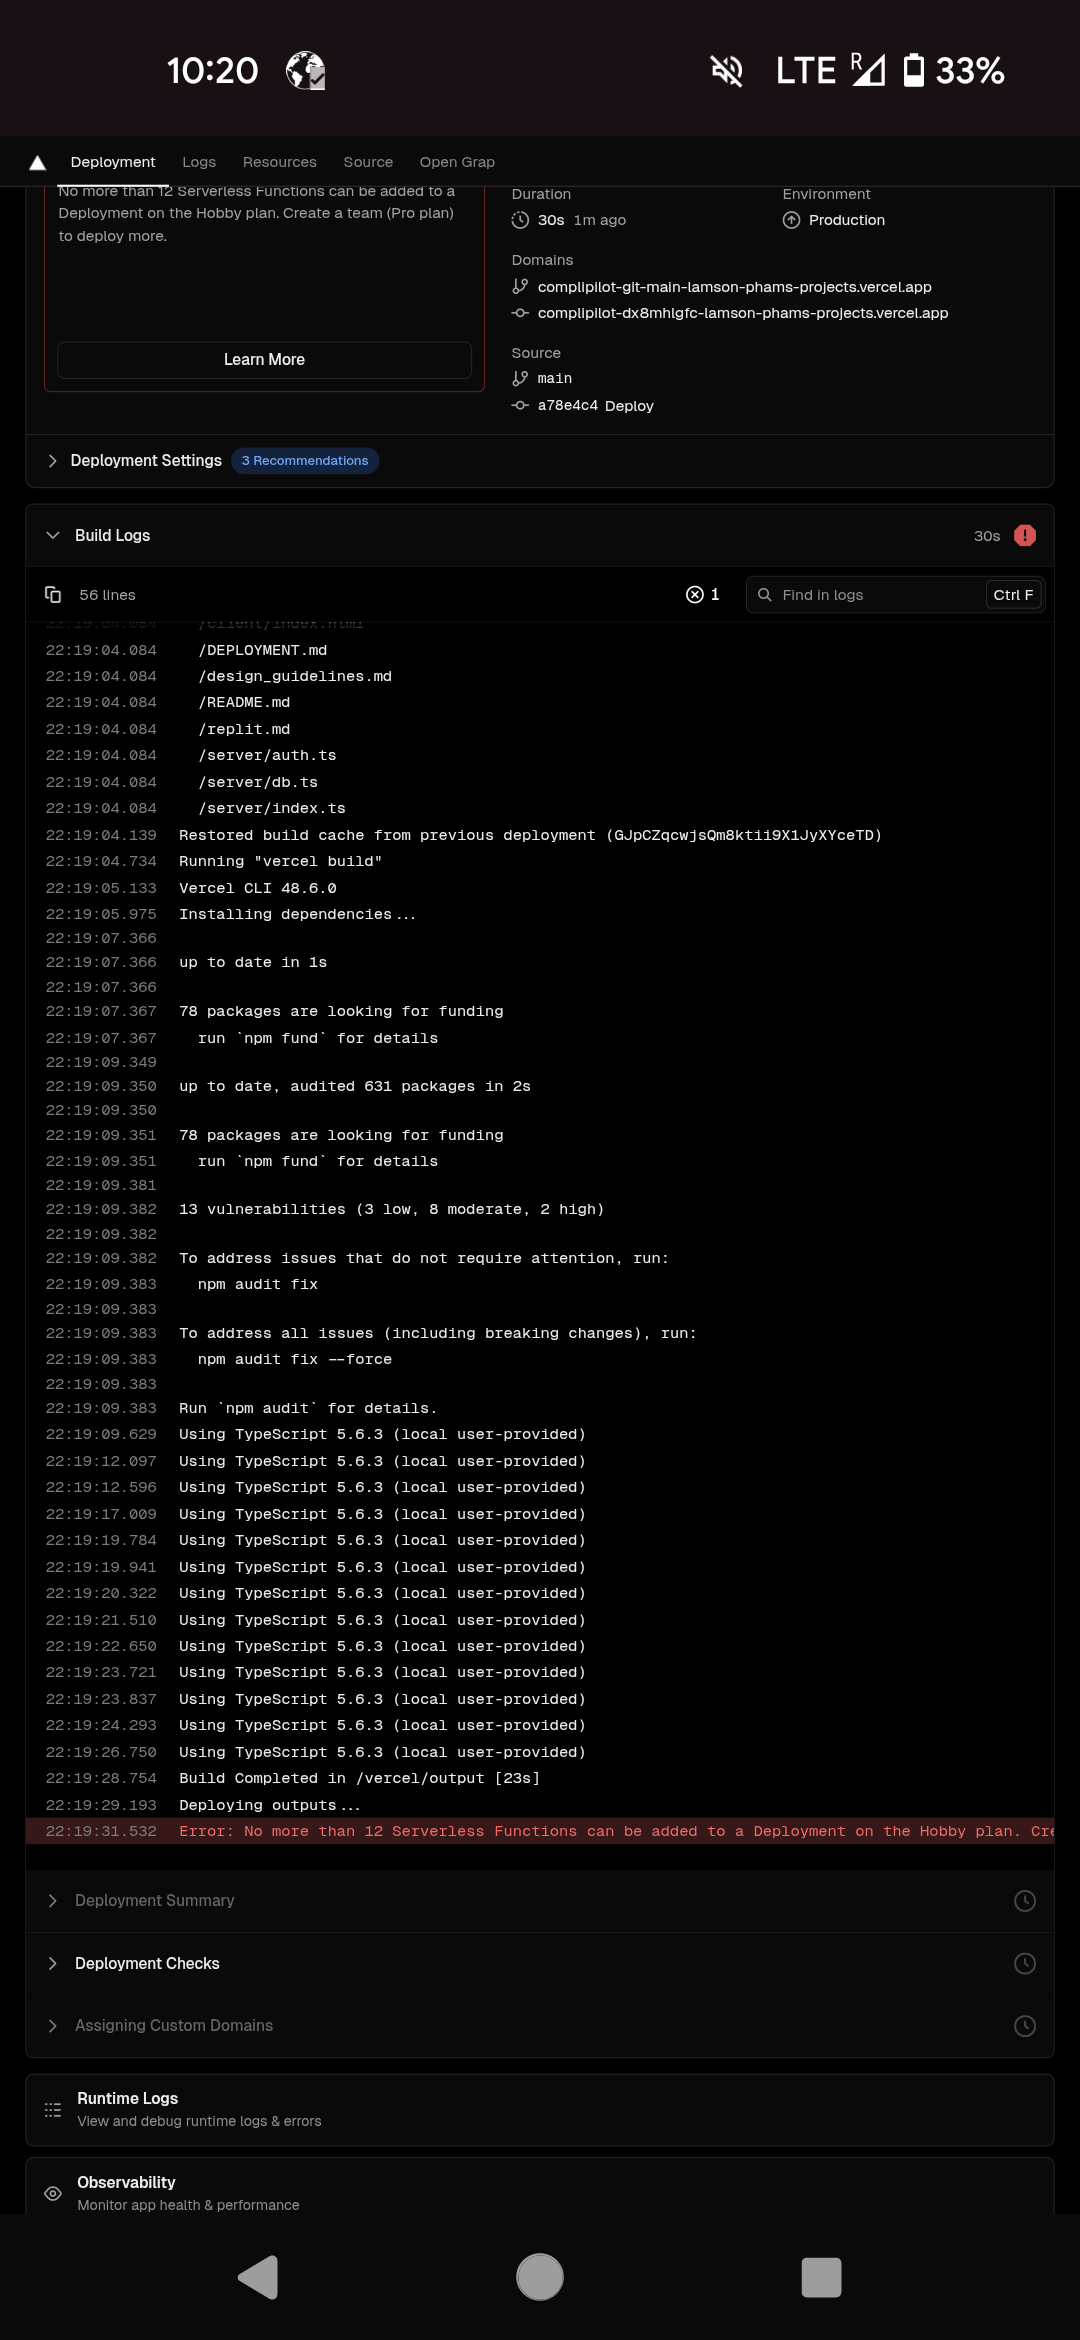 10:20
LTE R 33%
Deployment Logs Resources Source Open Grap
No more than 12 Serverless Functions can be added to a
Deployment on the Hobby plan. Create a team (Pro plan)
to deploy more.
Learn More
Duration
30s 1m ago
Environment
Production
Domains
complipilot-git-main-lamson-phams-projects.vercel.app
complipilot-dx8mhlgfc-lamson-phams-projects.vercel.app
Source
main
a78e4c4 Deploy
Deployment Settings 3 Recommendations
Build Logs 30s
56 lines 1 Find in logs Ctrl F
22:19:04.084 /client/index.html
22:19:04.084 /DEPLOYMENT.md
22:19:04.084 /design_guidelines.md
22:19:04.084 /README.md
22:19:04.084 /replit.md
22:19:04.084 /server/auth.ts
22:19:04.084 /server/db.ts
22:19:04.084 /server/index.ts
22:19:04.139 Restored build cache from previous deployment (GJpCZqcwjsQm8ktii9X1JyXYceTD)
22:19:04.734 Running "vercel build"
22:19:05.133 Vercel CLI 48.6.0
22:19:05.975 Installing dependencies...
22:19:07.366
22:19:07.366 up to date in 1s
22:19:07.366
22:19:07.367 78 packages are looking for funding
22:19:07.367 run `npm fund` for details
22:19:09.349
22:19:09.350 up to date, audited 631 packages in 2s
22:19:09.350
22:19:09.351 78 packages are looking for funding
22:19:09.351 run `npm fund` for details
22:19:09.381
22:19:09.382 13 vulnerabilities (3 low, 8 moderate, 2 high)
22:19:09.382
22:19:09.382 To address issues that do not require attention, run:
22:19:09.383 npm audit fix
22:19:09.383
22:19:09.383 To address all issues (including breaking changes), run:
22:19:09.383 npm audit fix --force
22:19:09.383
22:19:09.383 Run `npm audit` for details.
22:19:09.629 Using TypeScript 5.6.3 (local user-provided)
22:19:12.097 Using TypeScript 5.6.3 (local user-provided)
22:19:12.596 Using TypeScript 5.6.3 (local user-provided)
22:19:17.009 Using TypeScript 5.6.3 (local user-provided)
22:19:19.784 Using TypeScript 5.6.3 (local user-provided)
22:19:19.941 Using TypeScript 5.6.3 (local user-provided)
22:19:20.322 Using TypeScript 5.6.3 (local user-provided)
22:19:21.510 Using TypeScript 5.6.3 (local user-provided)
22:19:22.650 Using TypeScript 5.6.3 (local user-provided)
22:19:23.721 Using TypeScript 5.6.3 (local user-provided)
22:19:23.837 Using TypeScript 5.6.3 (local user-provided)
22:19:24.293 Using TypeScript 5.6.3 (local user-provided)
22:19:26.750 Using TypeScript 5.6.3 (local user-provided)
22:19:28.754 Build Completed in /vercel/output [23s]
22:19:29.193 Deploying outputs...
22:19:31.532 Error: No more than 12 Serverless Functions can be added to a Deployment on the Hobby plan. Cre
Deployment Summary
Deployment Checks
Assigning Custom Domains
Runtime Logs
View and debug runtime logs & errors
Observability
Monitor app health & performance